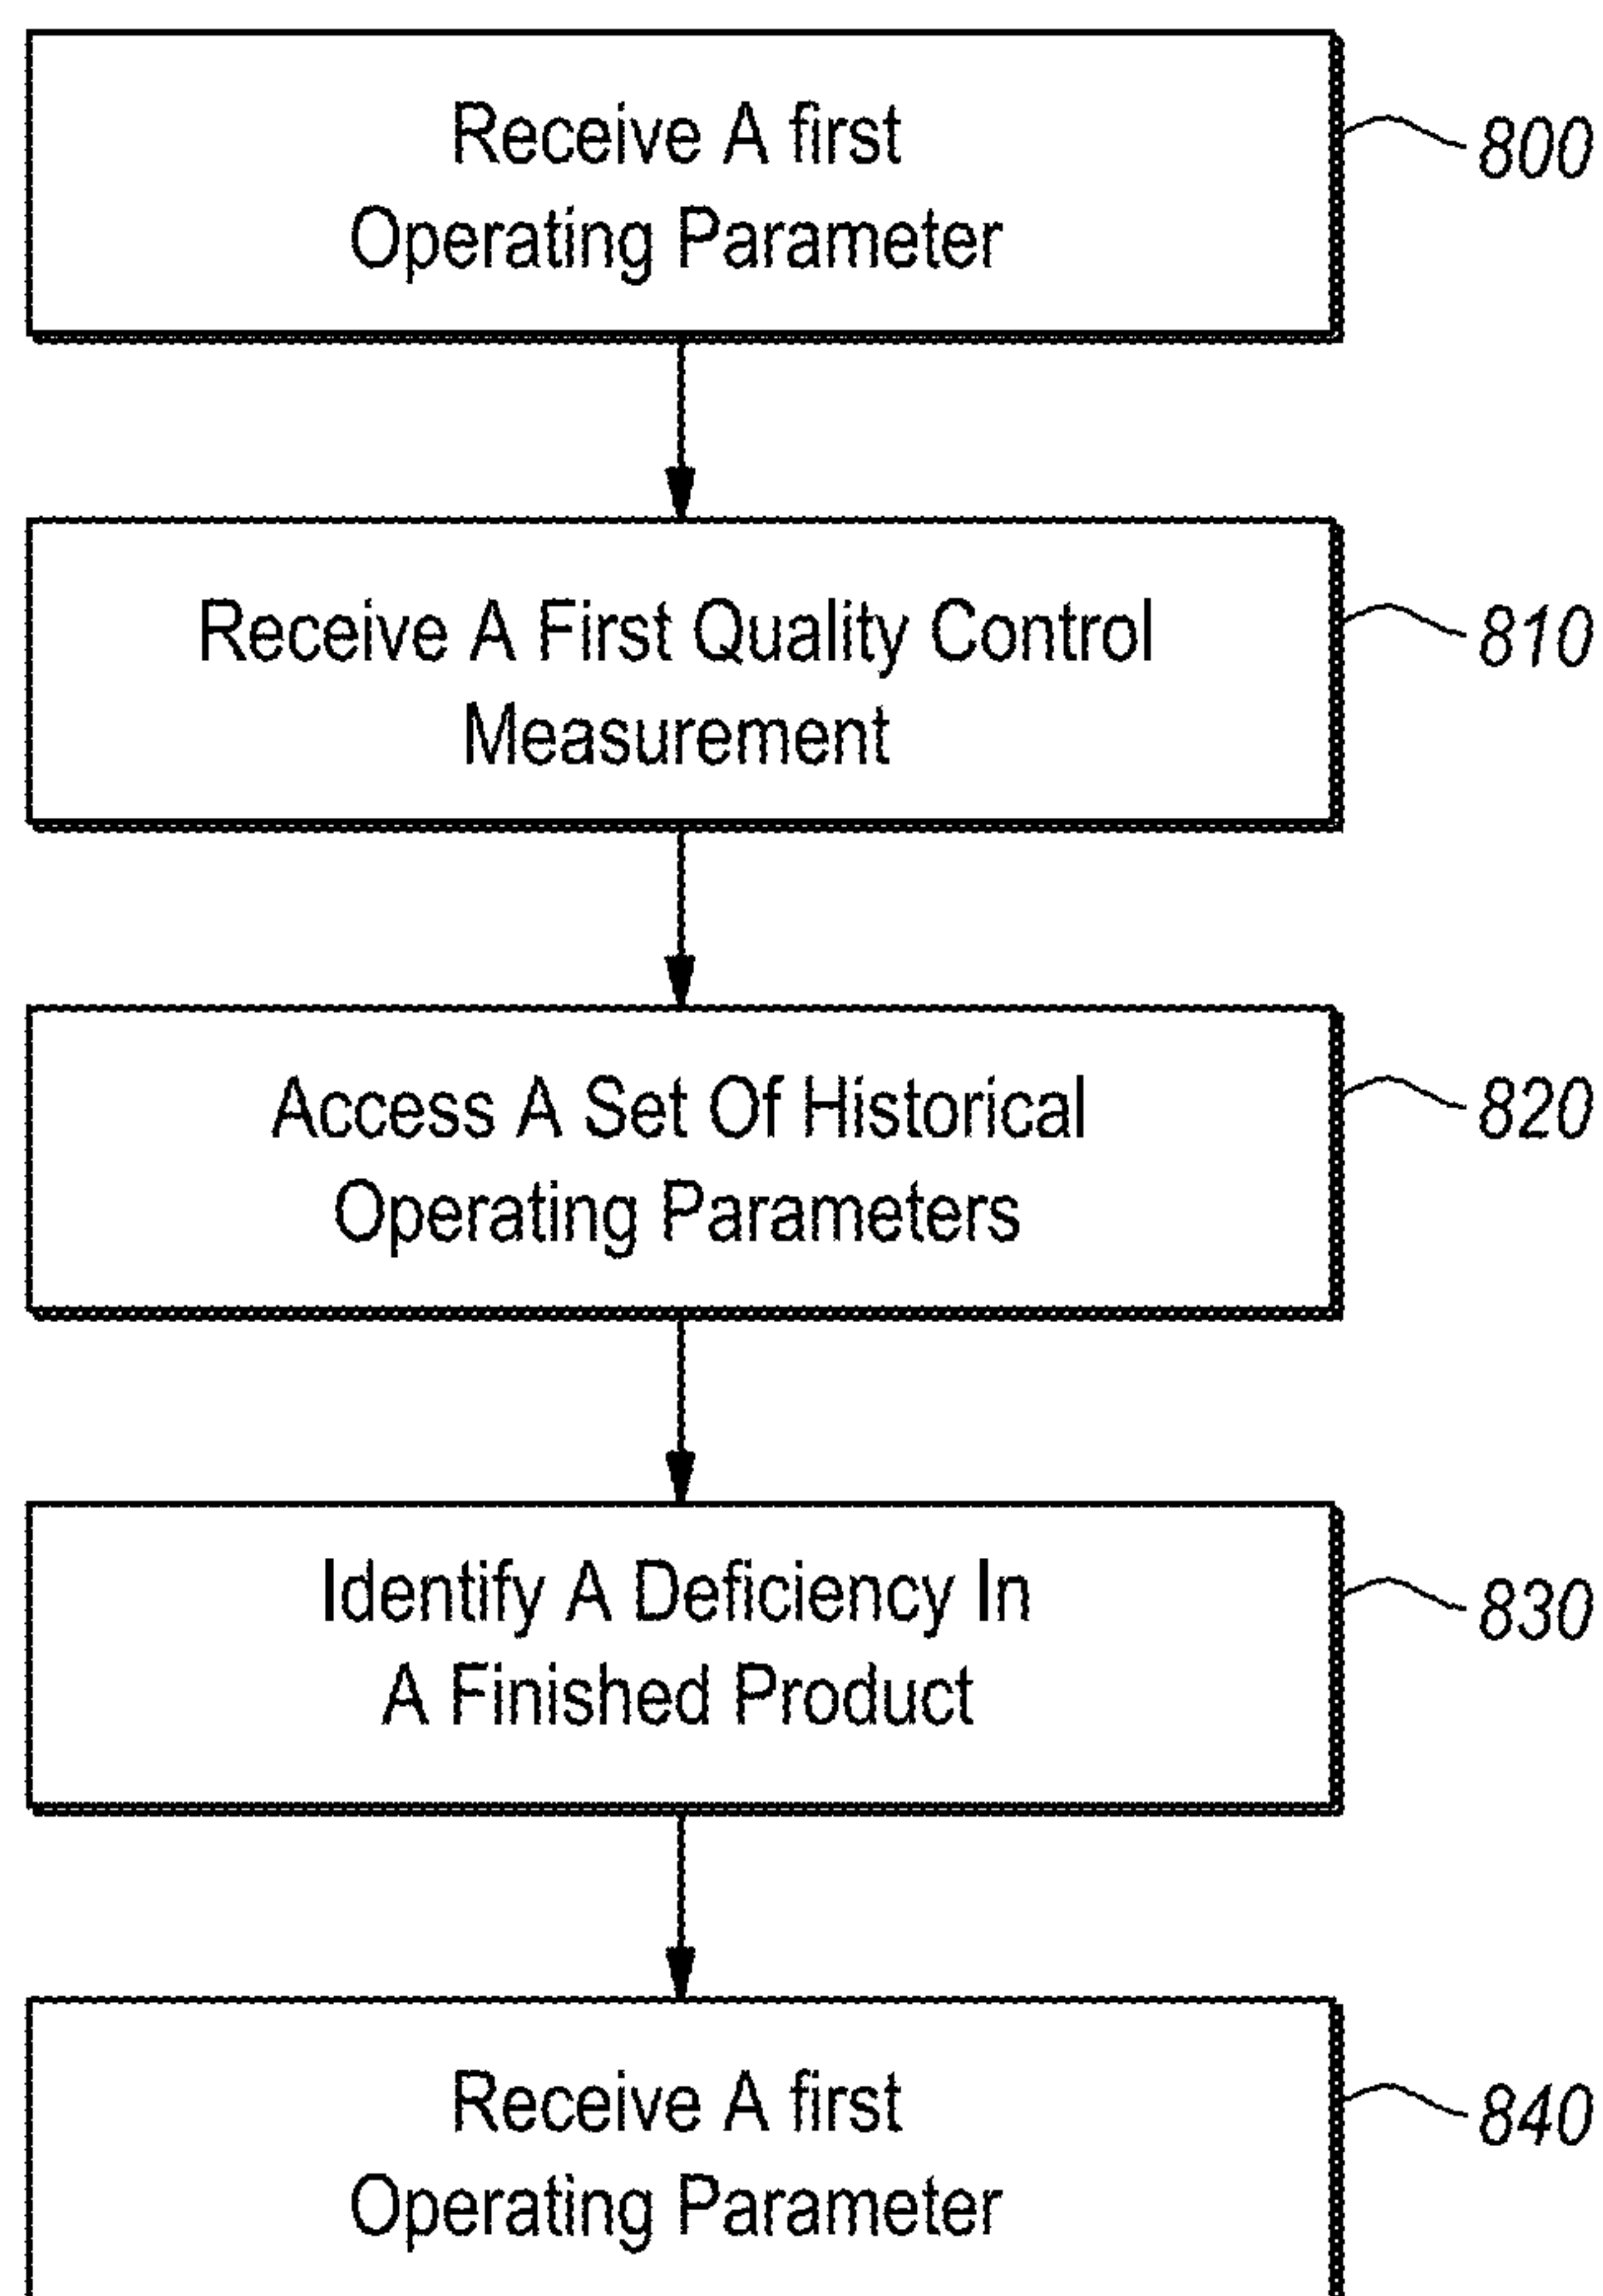 Receive A first
Operating Parameter
800
Receive A First Quality Control
Measurement
810
Access A Set Of Historical
Operating Parameters
820
Identify A Deficiency In
A Finished Product
830
Receive A first
Operating Parameter
840